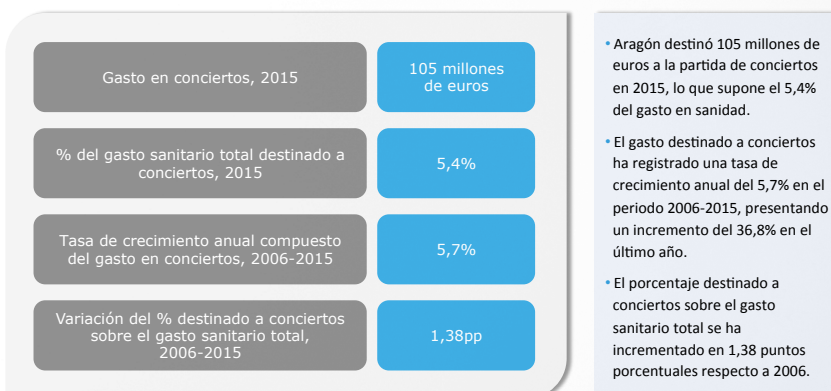 Gasto en conciertos, 2015
105 millones
de euros
% del gasto sanitario total destinado a
conciertos, 2015
5,4%
Tasa de crecimiento anual compuesto
del gasto en conciertos, 2006-2015
5,7%
Variación del % destinado a conciertos
sobre el gasto sanitario total,
2006-2015
1,38pp
• Aragón destinó 105 millones de
euros a la partida de conciertos
en 2015, lo que supone el 5,4%
del gasto en sanidad.
• El gasto destinado a conciertos
ha registrado una tasa de
crecimiento anual del 5,7% en el
periodo 2006-2015, presentando
un incremento del 36,8% en el
último año.
• El porcentaje destinado a
conciertos sobre el gasto
sanitario total se ha
incrementado en 1,38 puntos
porcentuales respecto a 2006.